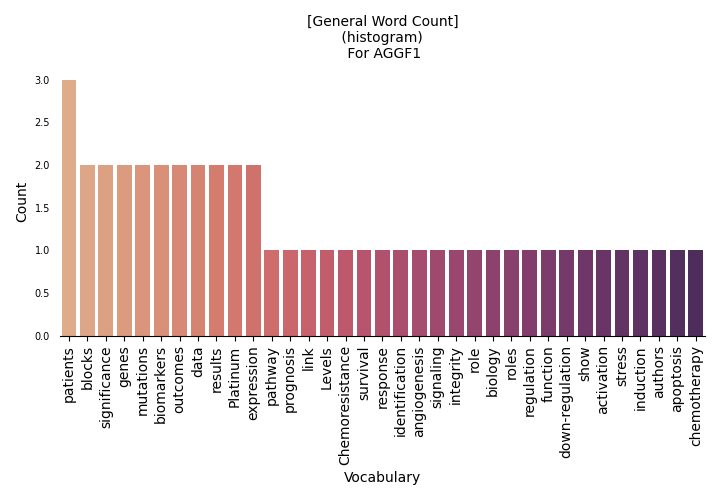 [General Word Count]
(histogram)
For AGGF1
Count
3.0
2.5
2.0
1.5
1.0
0.5
0.0
patients
blocks
significance
genes
mutations
biomarkers
outcomes
data
results
Platinum
expression
pathway
prognosis
link
Levels
Chemoresistance
survival
response
identification
angiogenesis
signaling
integrity
role
biology
roles
regulation
function
down-regulation
show
activation
stress
induction
authors
apoptosis
chemotherapy
Vocabulary